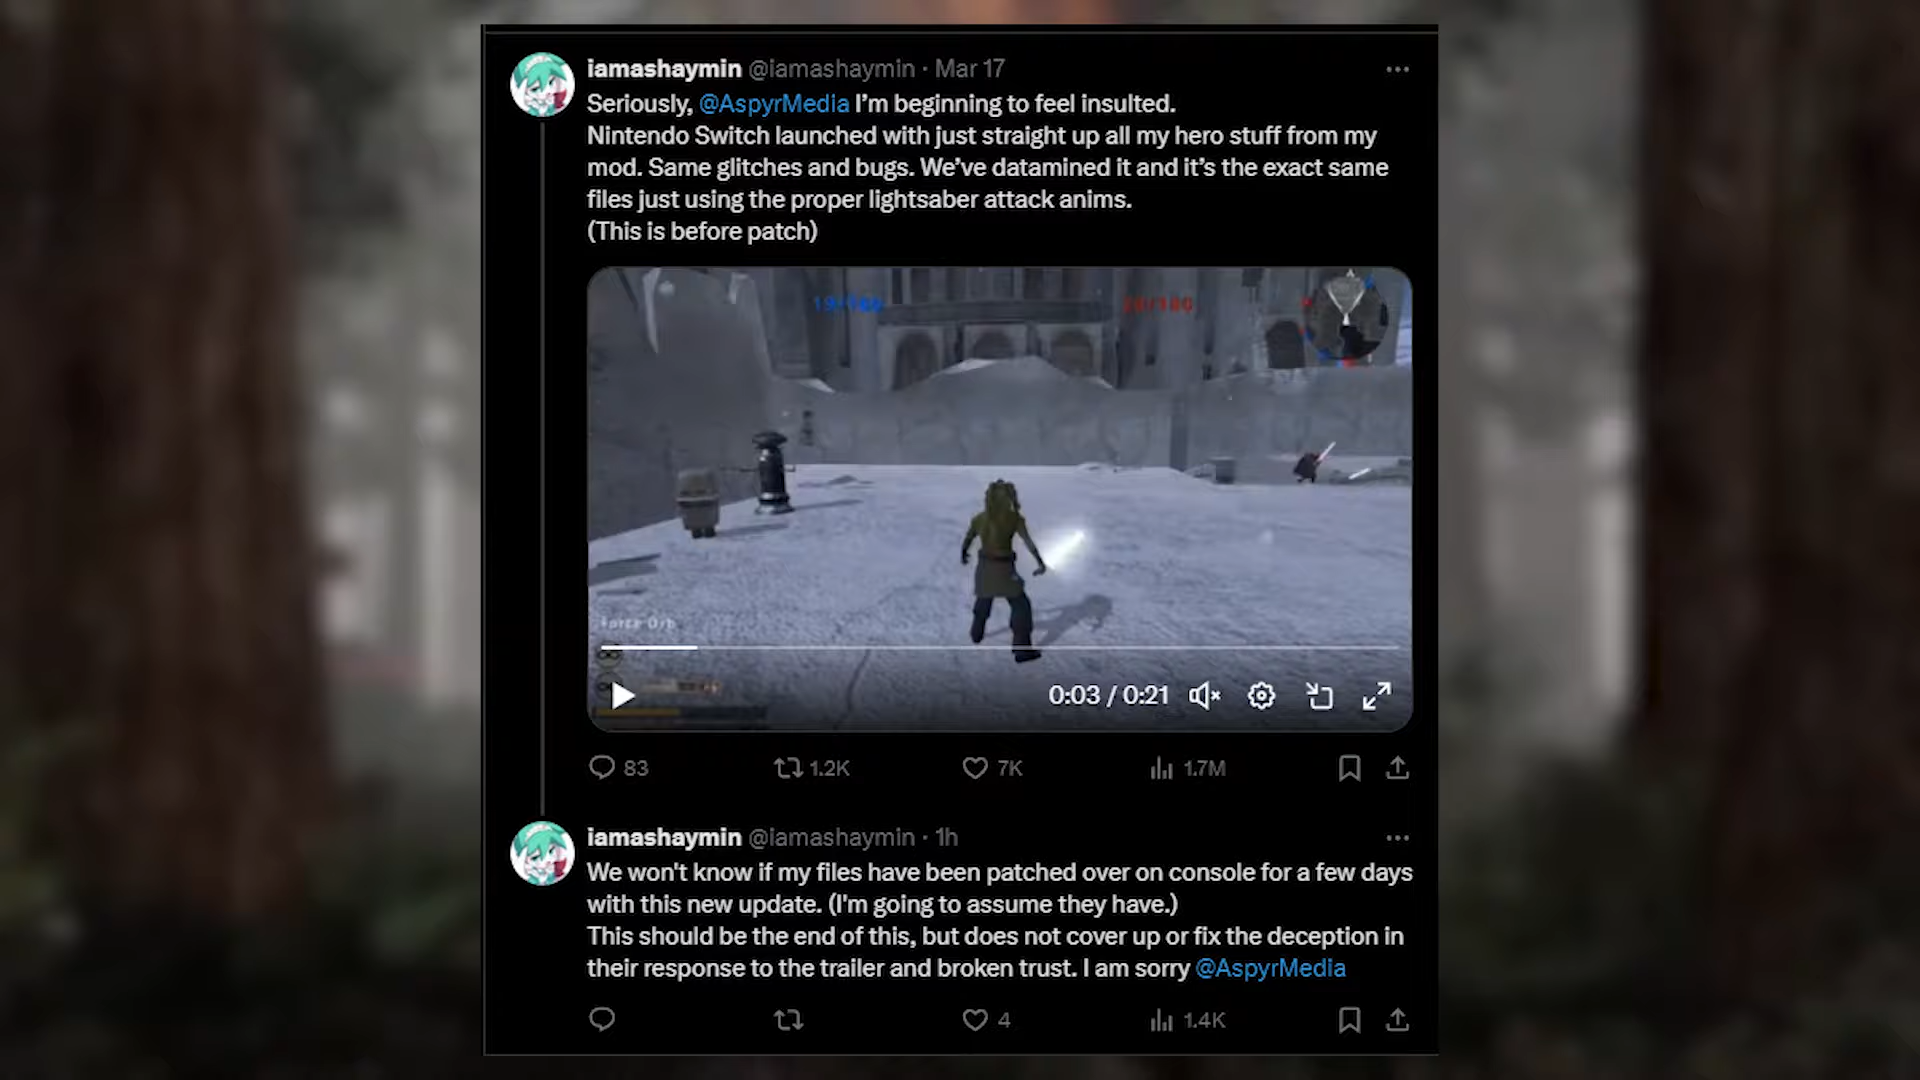 iamashaymin @iamashaymin · Mar 17
Seriously, @AspyrMedia I'm beginning to feel insulted.
Nintendo Switch launched with just straight up all my hero stuff from my
mod. Same glitches and bugs. We've datamined it and it's the exact same
files just using the proper lightsaber attack anims.
(This is before patch)
Force Orb
0:03 / 0:21
83 1.2K 7K 1.7M
iamashaymin @iamashaymin · 1h
We won't know if my files have been patched over on console for a few days
with this new update. (I'm going to assume they have.)
This should be the end of this, but does not cover up or fix the deception in
their response to the trailer and broken trust. I am sorry @AspyrMedia
4 1.4K